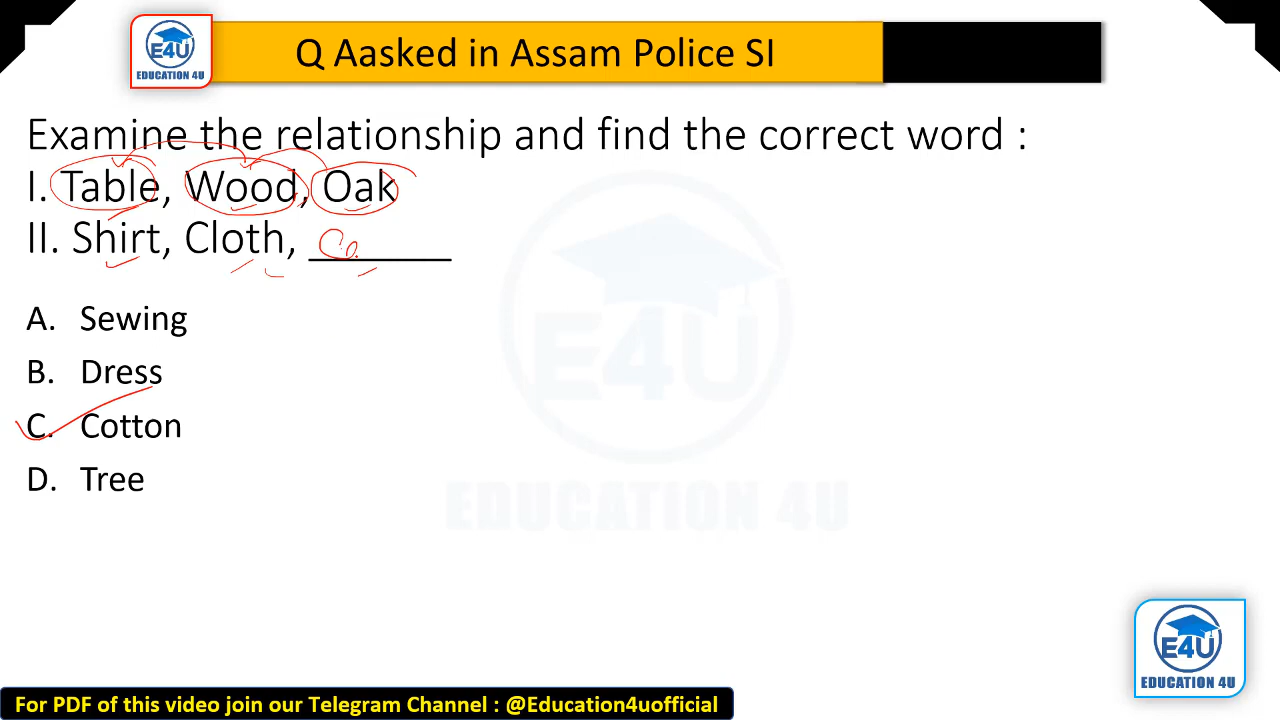 E4U
EDUCATION 4U
Q Aasked in Assam Police SI
Examine the relationship and find the correct word :
I. Table, Wood, Oak
II. Shirt, Cloth, Co ______
A. Sewing
B. Dress
C. Cotton
D. Tree
E4U
EDUCATION 4U
E4U
EDUCATION 4U
For PDF of this video join our Telegram Channel : @Education4uofficial